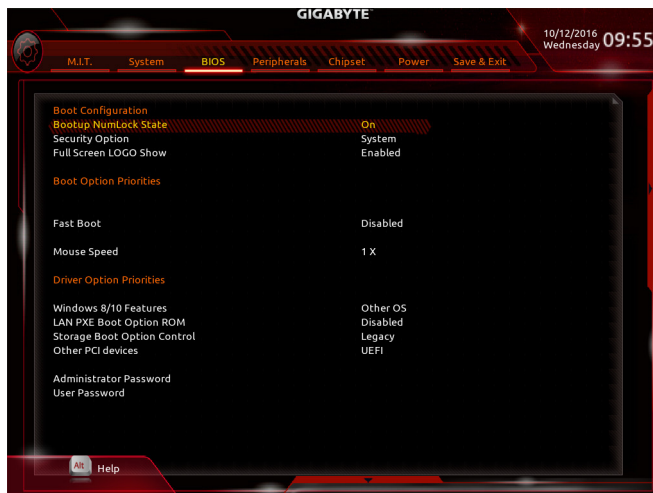 GIGABYTE™
10/12/2016 09:55
Wednesday
M.I.T. System BIOS Peripherals Chipset Power Save & Exit
Boot Configuration
Bootup NumLock State On
Security Option System
Full Screen LOGO Show Enabled
Boot Option Priorities
Fast Boot Disabled
Mouse Speed 1 X
Driver Option Priorities
Windows 8/10 Features Other OS
LAN PXE Boot Option ROM Disabled
Storage Boot Option Control Legacy
Other PCI devices UEFI
Administrator Password
User Password
Alt Help